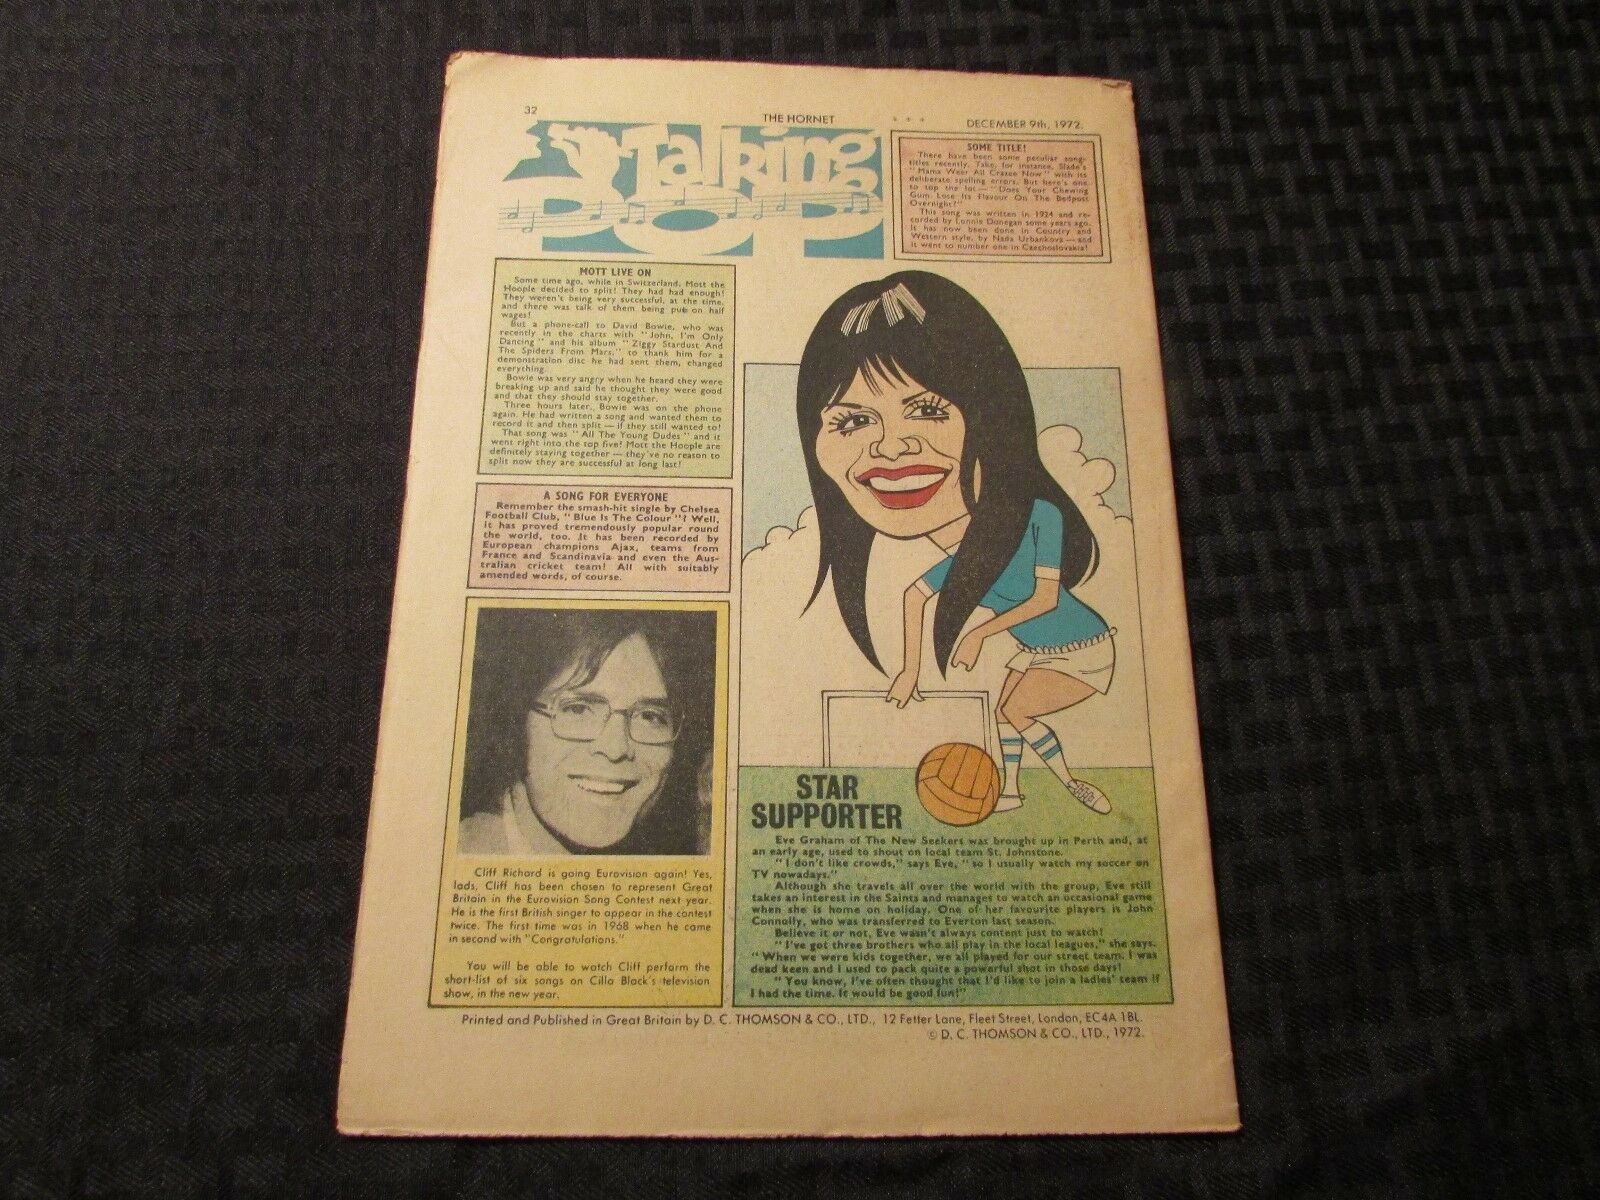 32
THE HORNET
DECEMBER 9th, 1972.
Talking
POP
SOME TITLE!
There have been some peculiar song-
titles recently. Take, for instance, Slade's
"Mama Weer All Crazee Now" with its
deliberate spelling errors. But here's one
to top the lot—"Does Your Chewing
Gum Lose Its Flavour On The Bedpost
Overnight?"
This song was written in 1924 and re-
corded by Lonnie Donegan some years ago.
It has now been done in Country and
Western style, by Nada Urbankova—and
it went to number one in Czechoslovakia!
MOTT LIVE ON
Some time ago, while in Switzerland, Mott the
Hoople decided to split! They had had enough!
They weren't being very successful, at the time,
and there was talk of them being put on half
wages!
But a phone-call to David Bowie, who was
recently in the charts with "John, I'm Only
Dancing" and his album "Ziggy Stardust And
The Spiders From Mars," to thank him for a
demonstration disc he had sent them, changed
everything.
Bowie was very angry when he heard they were
breaking up and said he thought they were good
and that they should stay together.
Three hours later, Bowie was on the phone
again. He had written a song and wanted them to
record it and then split—if they still wanted to!
That song was "All The Young Dudes" and it
went right into the top five! Mott the Hoople are
definitely staying together—they've no reason to
split now they are successful at long last!
A SONG FOR EVERYONE
Remember the smash-hit single by Chelsea
Football Club, "Blue Is The Colour"? Well,
it has proved tremendously popular round
the world, too. It has been recorded by
European champions Ajax, teams from
France and Scandinavia and even the Aus-
tralian cricket team! All with suitably
amended words, of course.
Cliff Richard is going Eurovision again! Yes,
lads, Cliff has been chosen to represent Great
Britain in the Eurovision Song Contest next year.
He is the first British singer to appear in the contest
twice. The first time was in 1968 when he came
in second with "Congratulations."
You will be able to watch Cliff perform the
short-list of six songs on Cilla Black's television
show, in the new year.
STAR
SUPPORTER
Eve Graham of The New Seekers was brought up in Perth and, at
an early age, used to shout on local team St. Johnstone.
"I don't like crowds," says Eve, "so I usually watch my soccer on
TV nowadays."
Although she travels all over the world with the group, Eve still
takes an interest in the Saints and manages to watch an occasional game
when she is home on holiday. One of her favourite players is John
Connolly, who was transferred to Everton last season.
Believe it or not, Eve wasn't always content just to watch!
"I've got three brothers who all play in the local leagues," she says.
"When we were kids together, we all played for our street team. I was
dead keen and I used to pack quite a powerful shot in those days!
"You know, I've often thought that I'd like to join a ladies' team if
I had the time. It would be good fun!"
Printed and Published in Great Britain by D. C. THOMSON & CO., LTD., 12 Fetter Lane, Fleet Street, London, EC4A 1BL.
© D. C. THOMSON & CO., LTD., 1972.